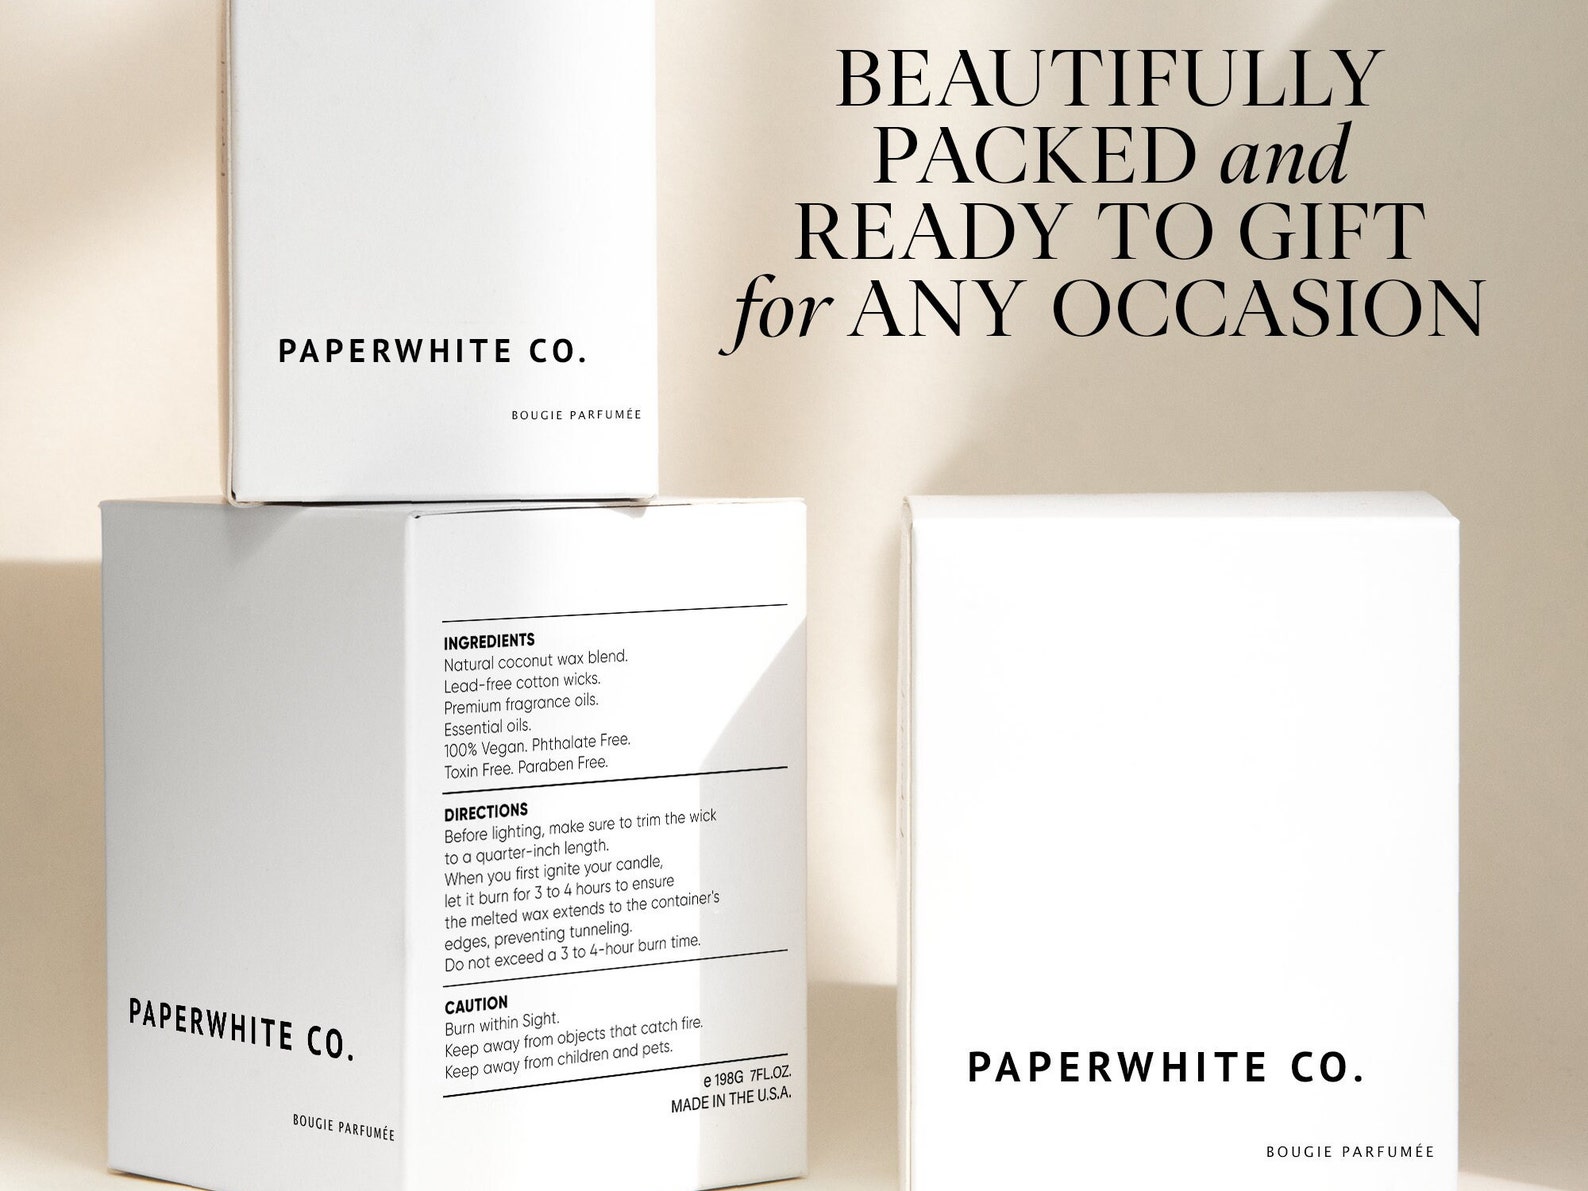 BEAUTIFULLY
PACKED and
READY TO GIFT
for ANY OCCASION
PAPERWHITE CO.
BOUGIE PARFUMÉE
INGREDIENTS
Natural coconut wax blend.
Lead-free cotton wicks.
Premium fragrance oils.
Essential oils.
100% Vegan. Phthalate Free.
Toxin Free. Paraben Free.
DIRECTIONS
Before lighting, make sure to trim the wick
to a quarter-inch length.
When you first ignite your candle,
let it burn for 3 to 4 hours to ensure
the melted wax extends to the container's
edges, preventing tunneling.
Do not exceed a 3 to 4-hour burn time.
CAUTION
Burn within Sight.
Keep away from objects that catch fire.
Keep away from children and pets.
e 198G 7FL.OZ.
MADE IN THE U.S.A.
PAPERWHITE CO.
BOUGIE PARFUMÉE
PAPERWHITE CO.
BOUGIE PARFUMÉE